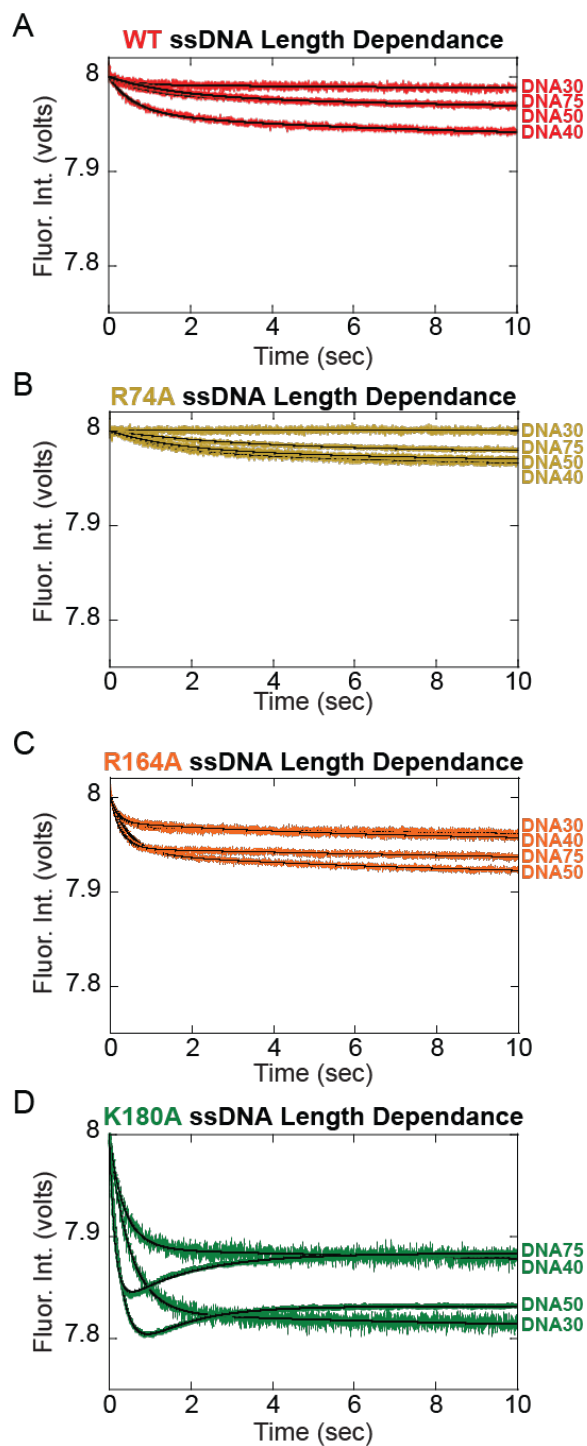 A
WT ssDNA Length Dependance
8
7.9
7.8
Fluor. Int. (volts)
DNA30
DNA75
DNA50
DNA40
0 2 4 6 8 10
Time (sec)
B
R74A ssDNA Length Dependance
8
7.9
7.8
Fluor. Int. (volts)
DNA30
DNA75
DNA50
DNA40
0 2 4 6 8 10
Time (sec)
C
R164A ssDNA Length Dependance
8
7.9
7.8
Fluor. Int. (volts)
DNA30
DNA40
DNA75
DNA50
0 2 4 6 8 10
Time (sec)
D
K180A ssDNA Length Dependance
8
7.9
7.8
Fluor. Int. (volts)
DNA75
DNA40
DNA50
DNA30
0 2 4 6 8 10
Time (sec)